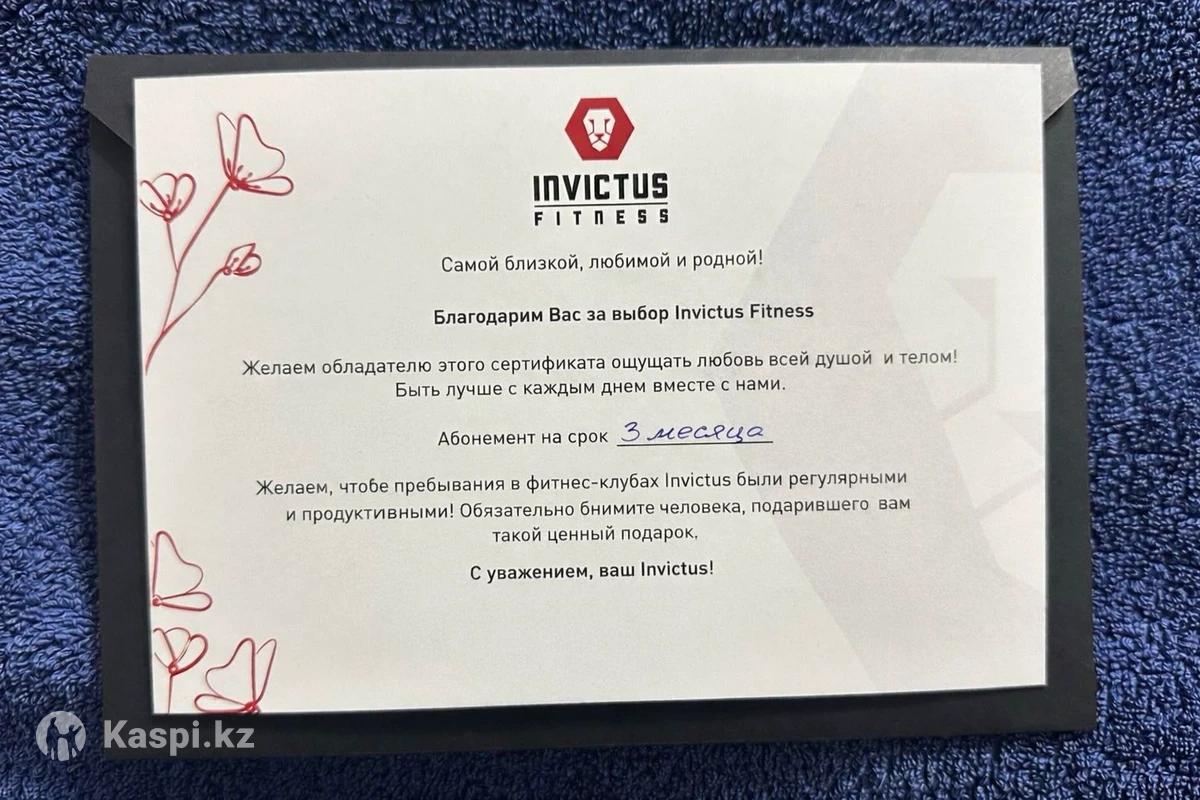 INVICTUS
FITNESS
Самой близкой, любимой и родной!
Благодарим Вас за выбор Invictus Fitness
Желаем обладателю этого сертификата ощущать любовь всей душой и телом!
Быть лучше с каждым днем вместе с нами.
Абонемент на срок 3 месяца
Желаем, чтобе пребывания в фитнес-клубах Invictus были регулярными
и продуктивными! Обязательно бнимите человека, подарившего вам
такой ценный подарок.
С уважением, ваш Invictus!
Kaspi.kz